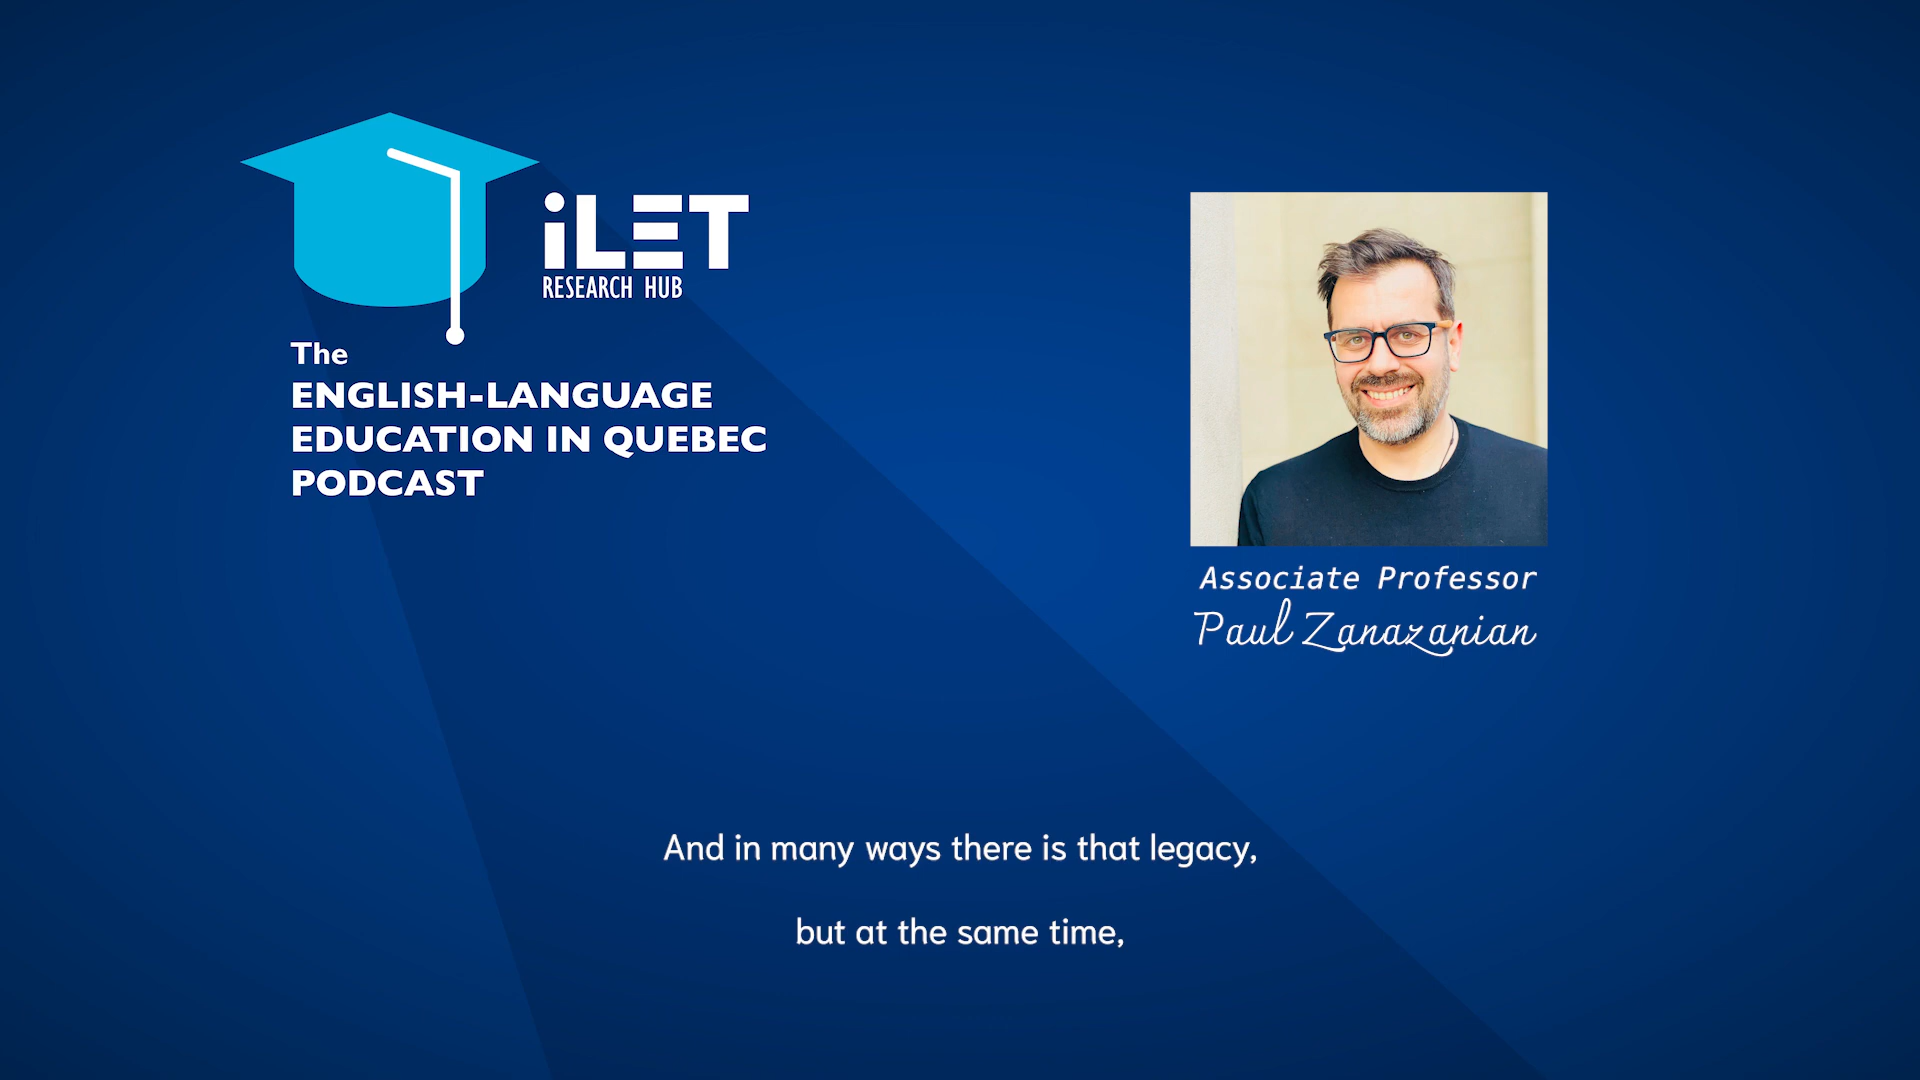 iLET
RESEARCH HUB
The
ENGLISH-LANGUAGE
EDUCATION IN QUEBEC
PODCAST
Associate Professor
Paul Zanazanian
And in many ways there is that legacy,
but at the same time,